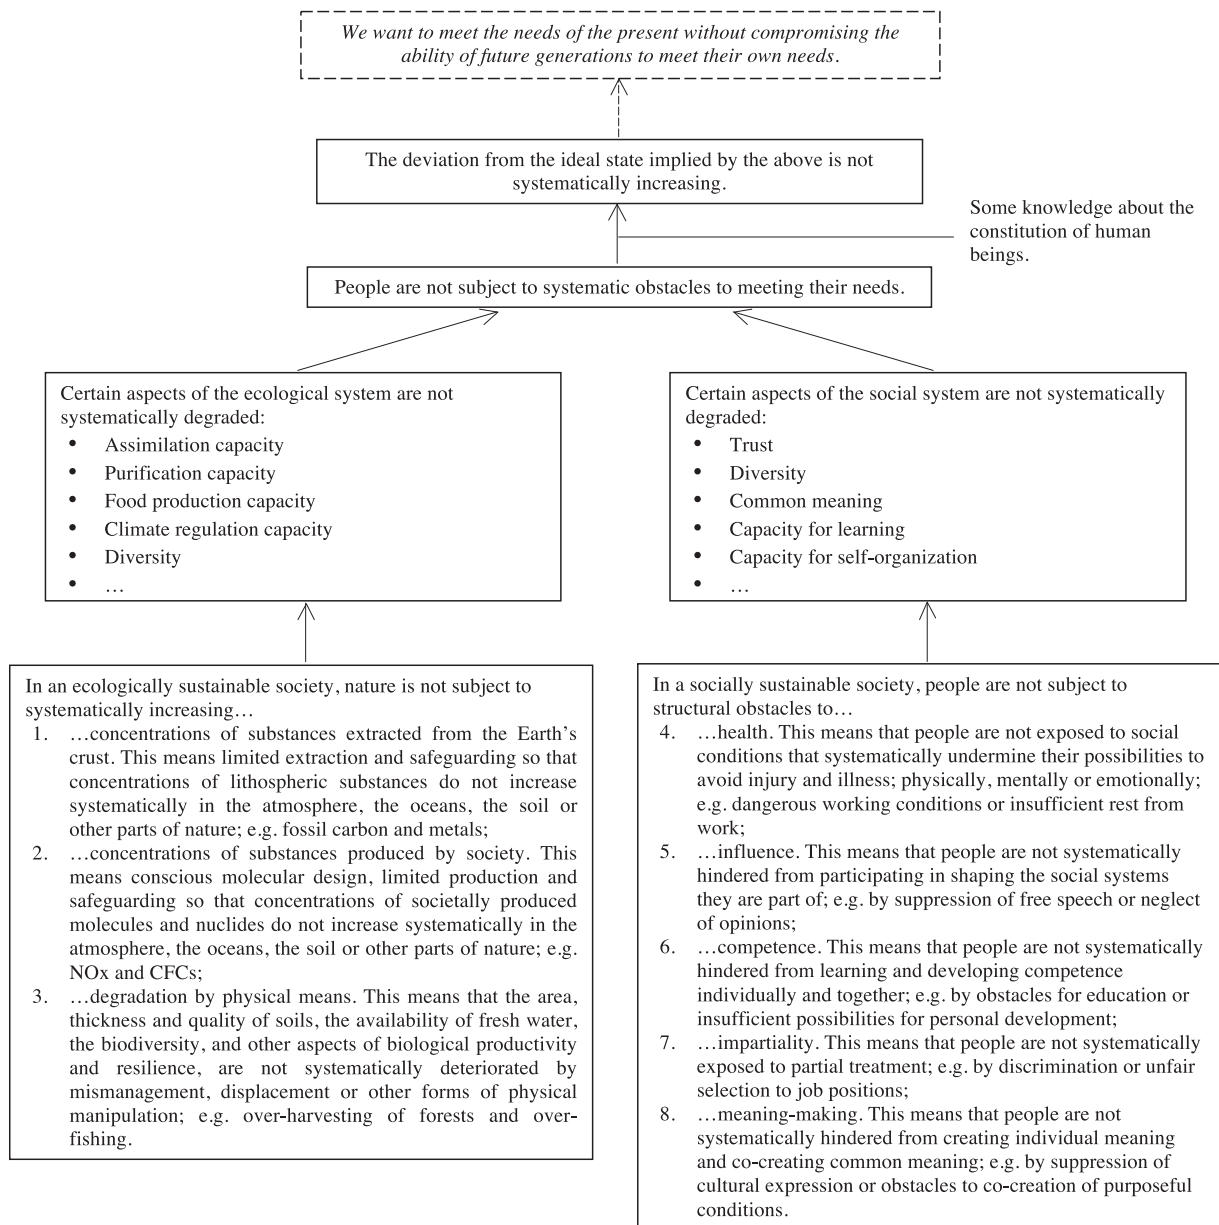 We want to meet the needs of the present without compromising the
ability of future generations to meet their own needs.
The deviation from the ideal state implied by the above is not
systematically increasing.
Some knowledge about the
constitution of human
beings.
People are not subject to systematic obstacles to meeting their needs.
Certain aspects of the ecological system are not
systematically degraded:
• Assimilation capacity
• Purification capacity
• Food production capacity
• Climate regulation capacity
• Diversity
• …
Certain aspects of the social system are not systematically
degraded:
• Trust
• Diversity
• Common meaning
• Capacity for learning
• Capacity for self-organization
• …
In an ecologically sustainable society, nature is not subject to
systematically increasing…
1. …concentrations of substances extracted from the Earth's
crust. This means limited extraction and safeguarding so that
concentrations of lithospheric substances do not increase
systematically in the atmosphere, the oceans, the soil or
other parts of nature; e.g. fossil carbon and metals;
2. …concentrations of substances produced by society. This
means conscious molecular design, limited production and
safeguarding so that concentrations of societally produced
molecules and nuclides do not increase systematically in the
atmosphere, the oceans, the soil or other parts of nature; e.g.
NOx and CFCs;
3. …degradation by physical means. This means that the area,
thickness and quality of soils, the availability of fresh water,
the biodiversity, and other aspects of biological productivity
and resilience, are not systematically deteriorated by
mismanagement, displacement or other forms of physical
manipulation; e.g. over-harvesting of forests and over-
fishing.
In a socially sustainable society, people are not subject to
structural obstacles to…
4. …health. This means that people are not exposed to social
conditions that systematically undermine their possibilities to
avoid injury and illness; physically, mentally or emotionally;
e.g. dangerous working conditions or insufficient rest from
work;
5. …influence. This means that people are not systematically
hindered from participating in shaping the social systems
they are part of; e.g. by suppression of free speech or neglect
of opinions;
6. …competence. This means that people are not systematically
hindered from learning and developing competence
individually and together; e.g. by obstacles for education or
insufficient possibilities for personal development;
7. …impartiality. This means that people are not systematically
exposed to partial treatment; e.g. by discrimination or unfair
selection to job positions;
8. …meaning-making. This means that people are not
systematically hindered from creating individual meaning
and co-creating common meaning; e.g. by suppression of
cultural expression or obstacles to co-creation of purposeful
conditions.